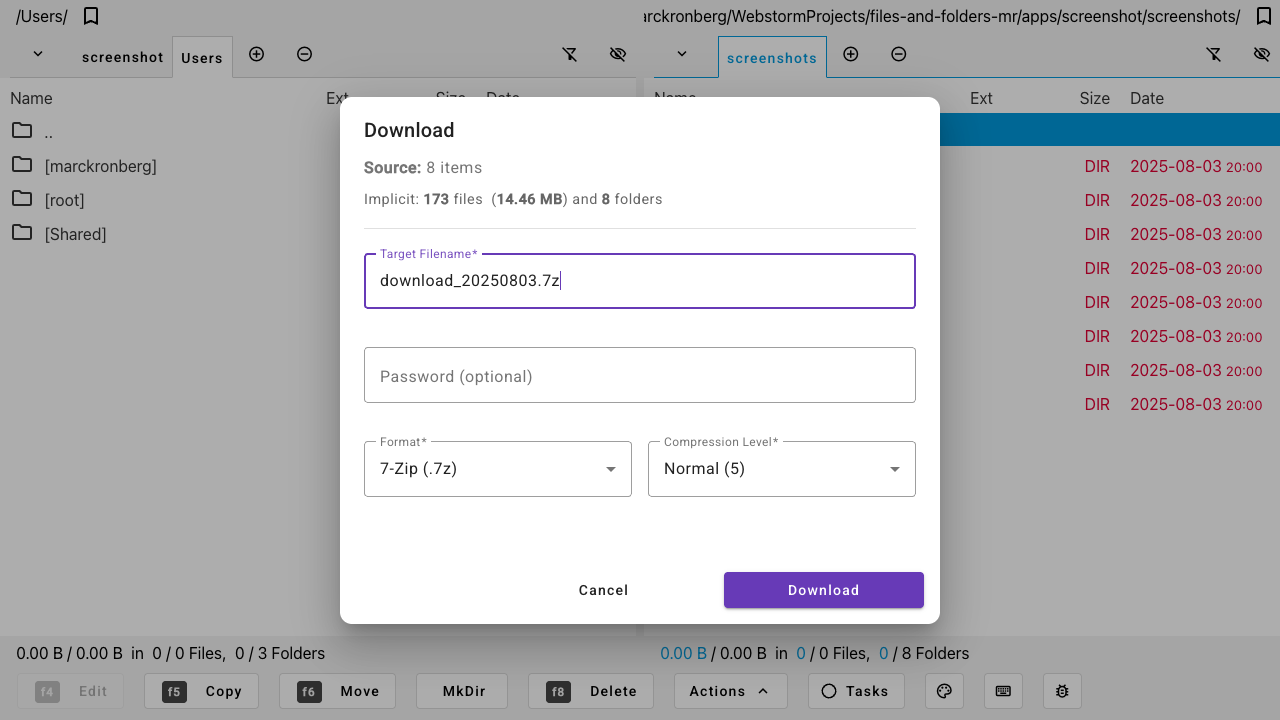 /Users/
arckronberg/WebstormProjects/files-and-folders-mr/apps/screenshot/screenshots/
screenshot Users
screenshots
Name Ext Size Date
Name Ext Size Date
..
[marckronberg]
[root]
[Shared]
DIR 2025-08-03 20:00
DIR 2025-08-03 20:00
DIR 2025-08-03 20:00
DIR 2025-08-03 20:00
DIR 2025-08-03 20:00
DIR 2025-08-03 20:00
DIR 2025-08-03 20:00
DIR 2025-08-03 20:00
Download
Source: 8 items
Implicit: 173 files (14.46 MB) and 8 folders
Target Filename*
download_20250803.7z
Password (optional)
Format* Compression Level*
7-Zip (.7z) Normal (5)
Cancel Download
0.00 B / 0.00 B in 0 / 0 Files, 0 / 3 Folders
0.00 B / 0.00 B in 0 / 0 Files, 0 / 8 Folders
f4 Edit f5 Copy f6 Move MkDir f8 Delete Actions Tasks